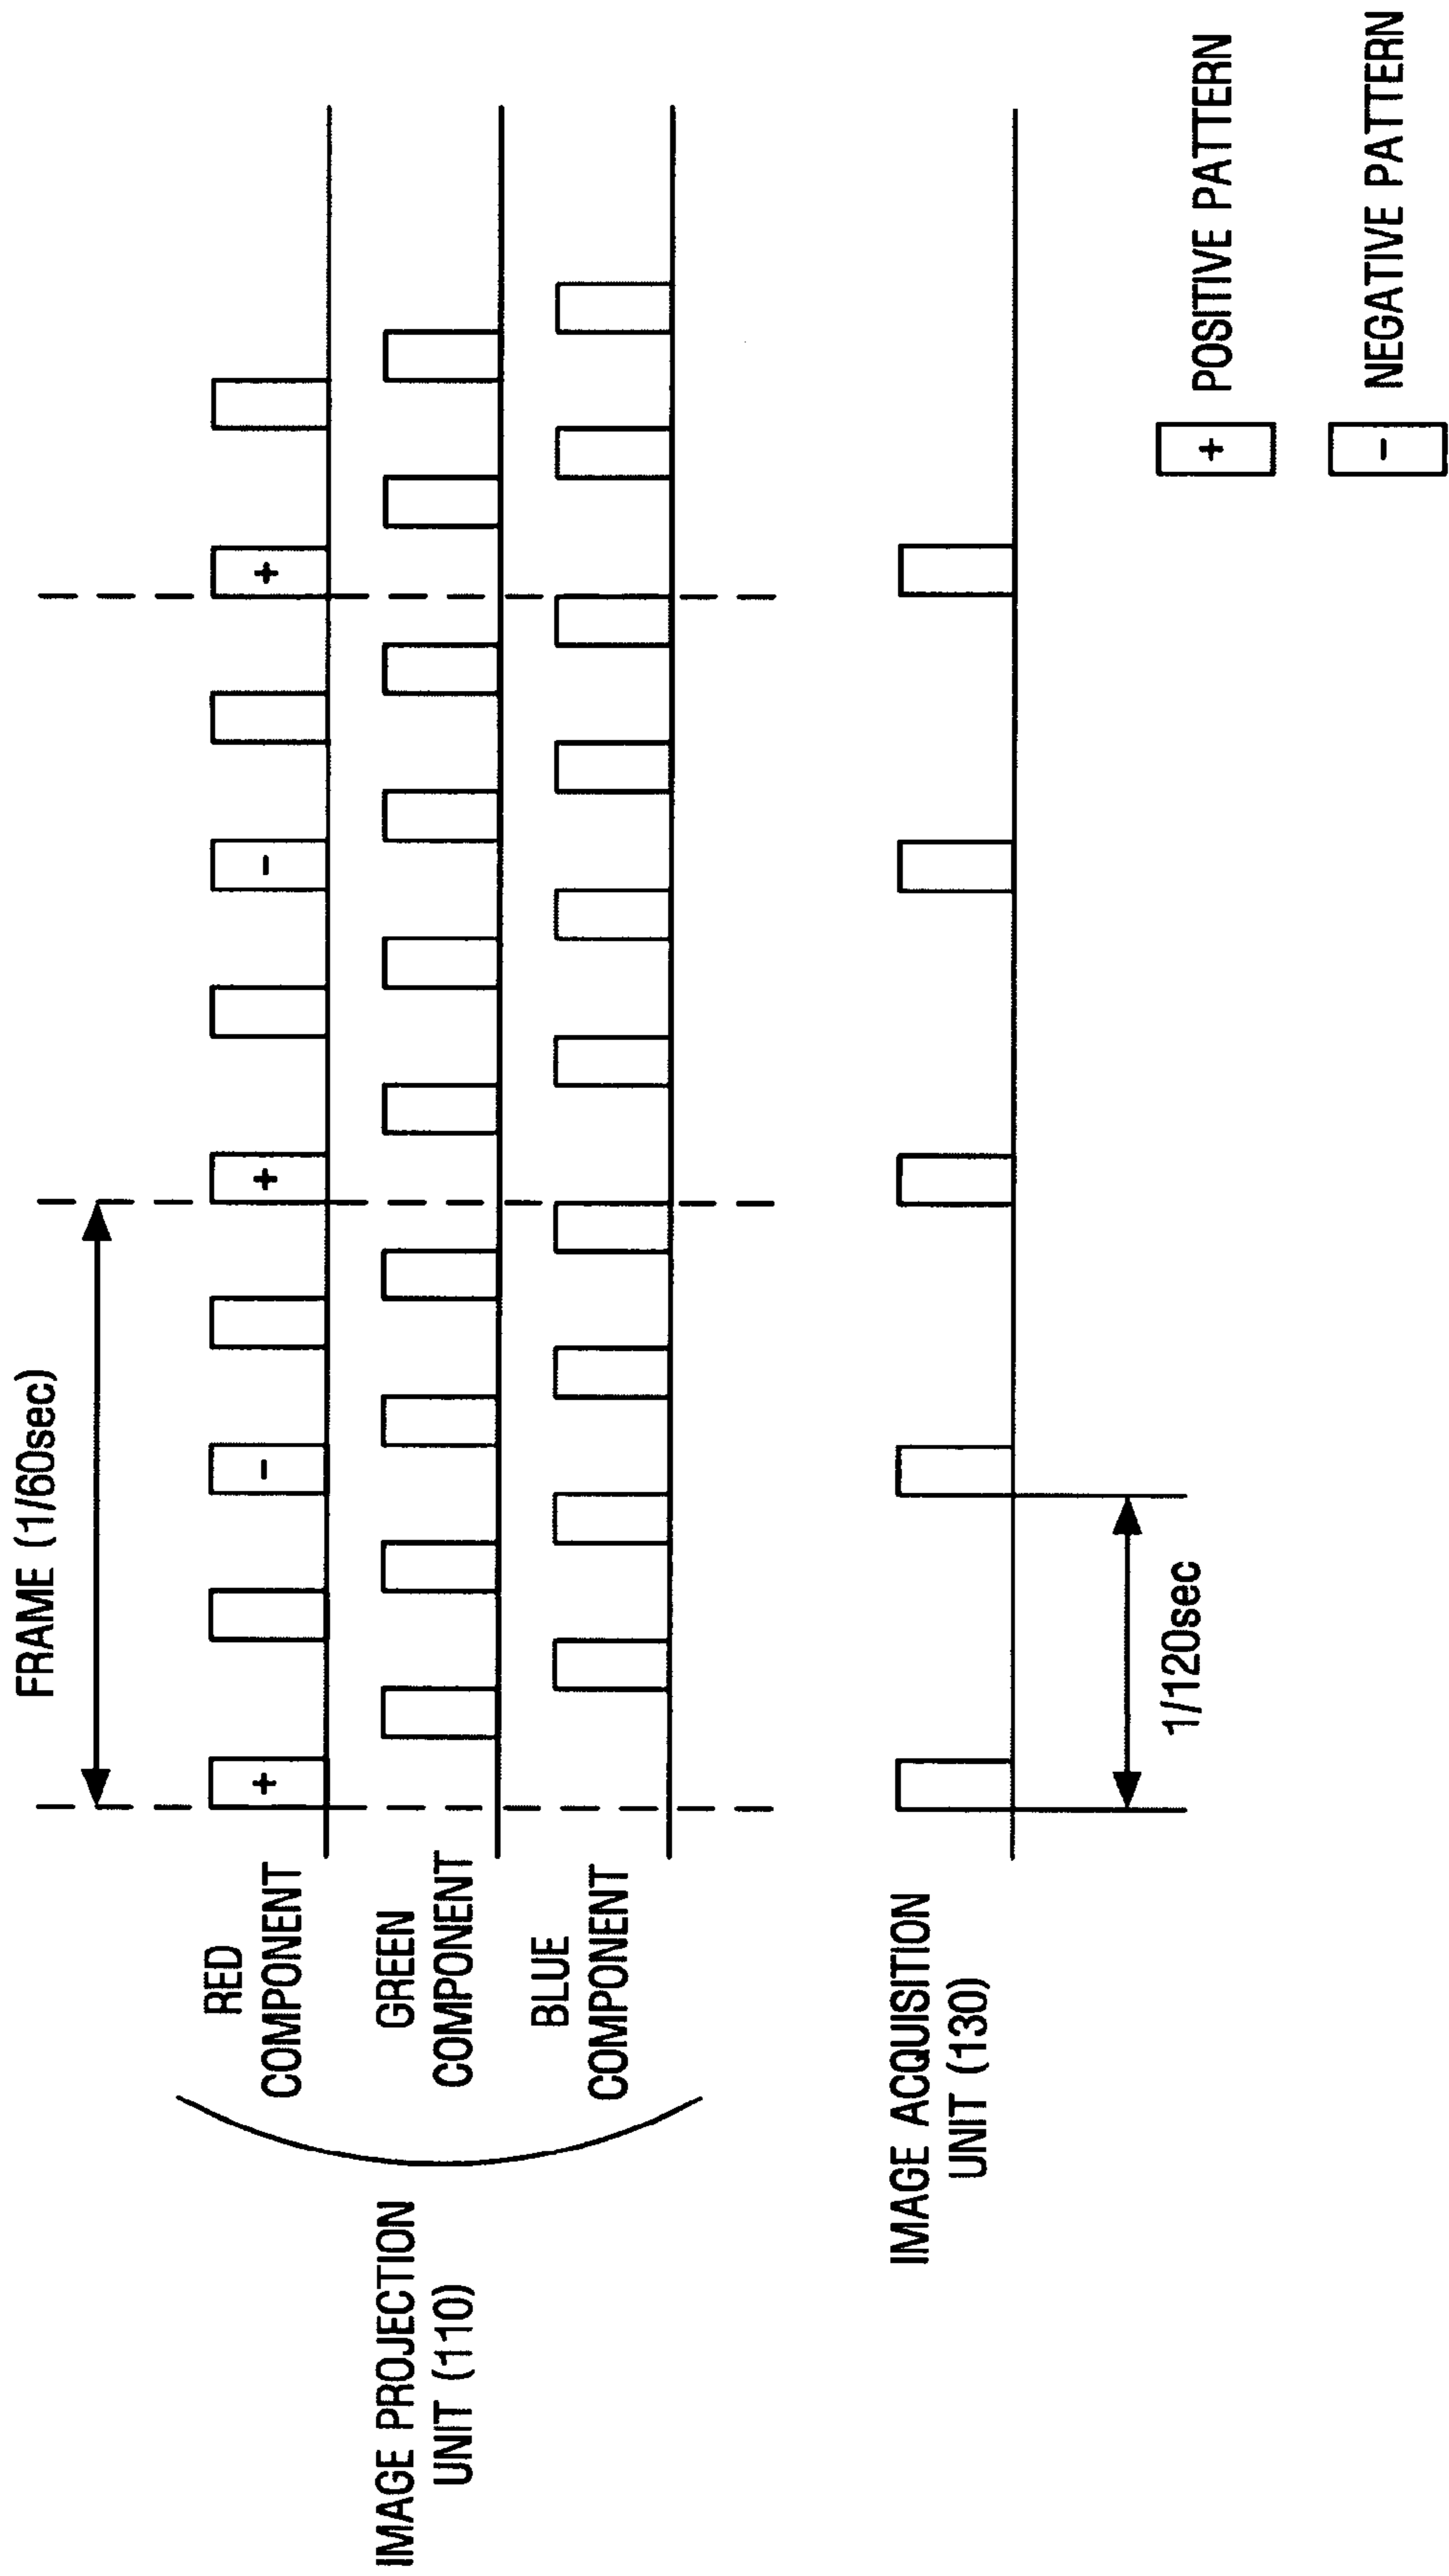 FRAME (1/60sec)
IMAGE PROJECTION
UNIT (110)
RED
COMPONENT
+
-
+
-
+
GREEN
COMPONENT
BLUE
COMPONENT
IMAGE ACQUISITION
UNIT (130)
1/120sec
+ POSITIVE PATTERN
- NEGATIVE PATTERN